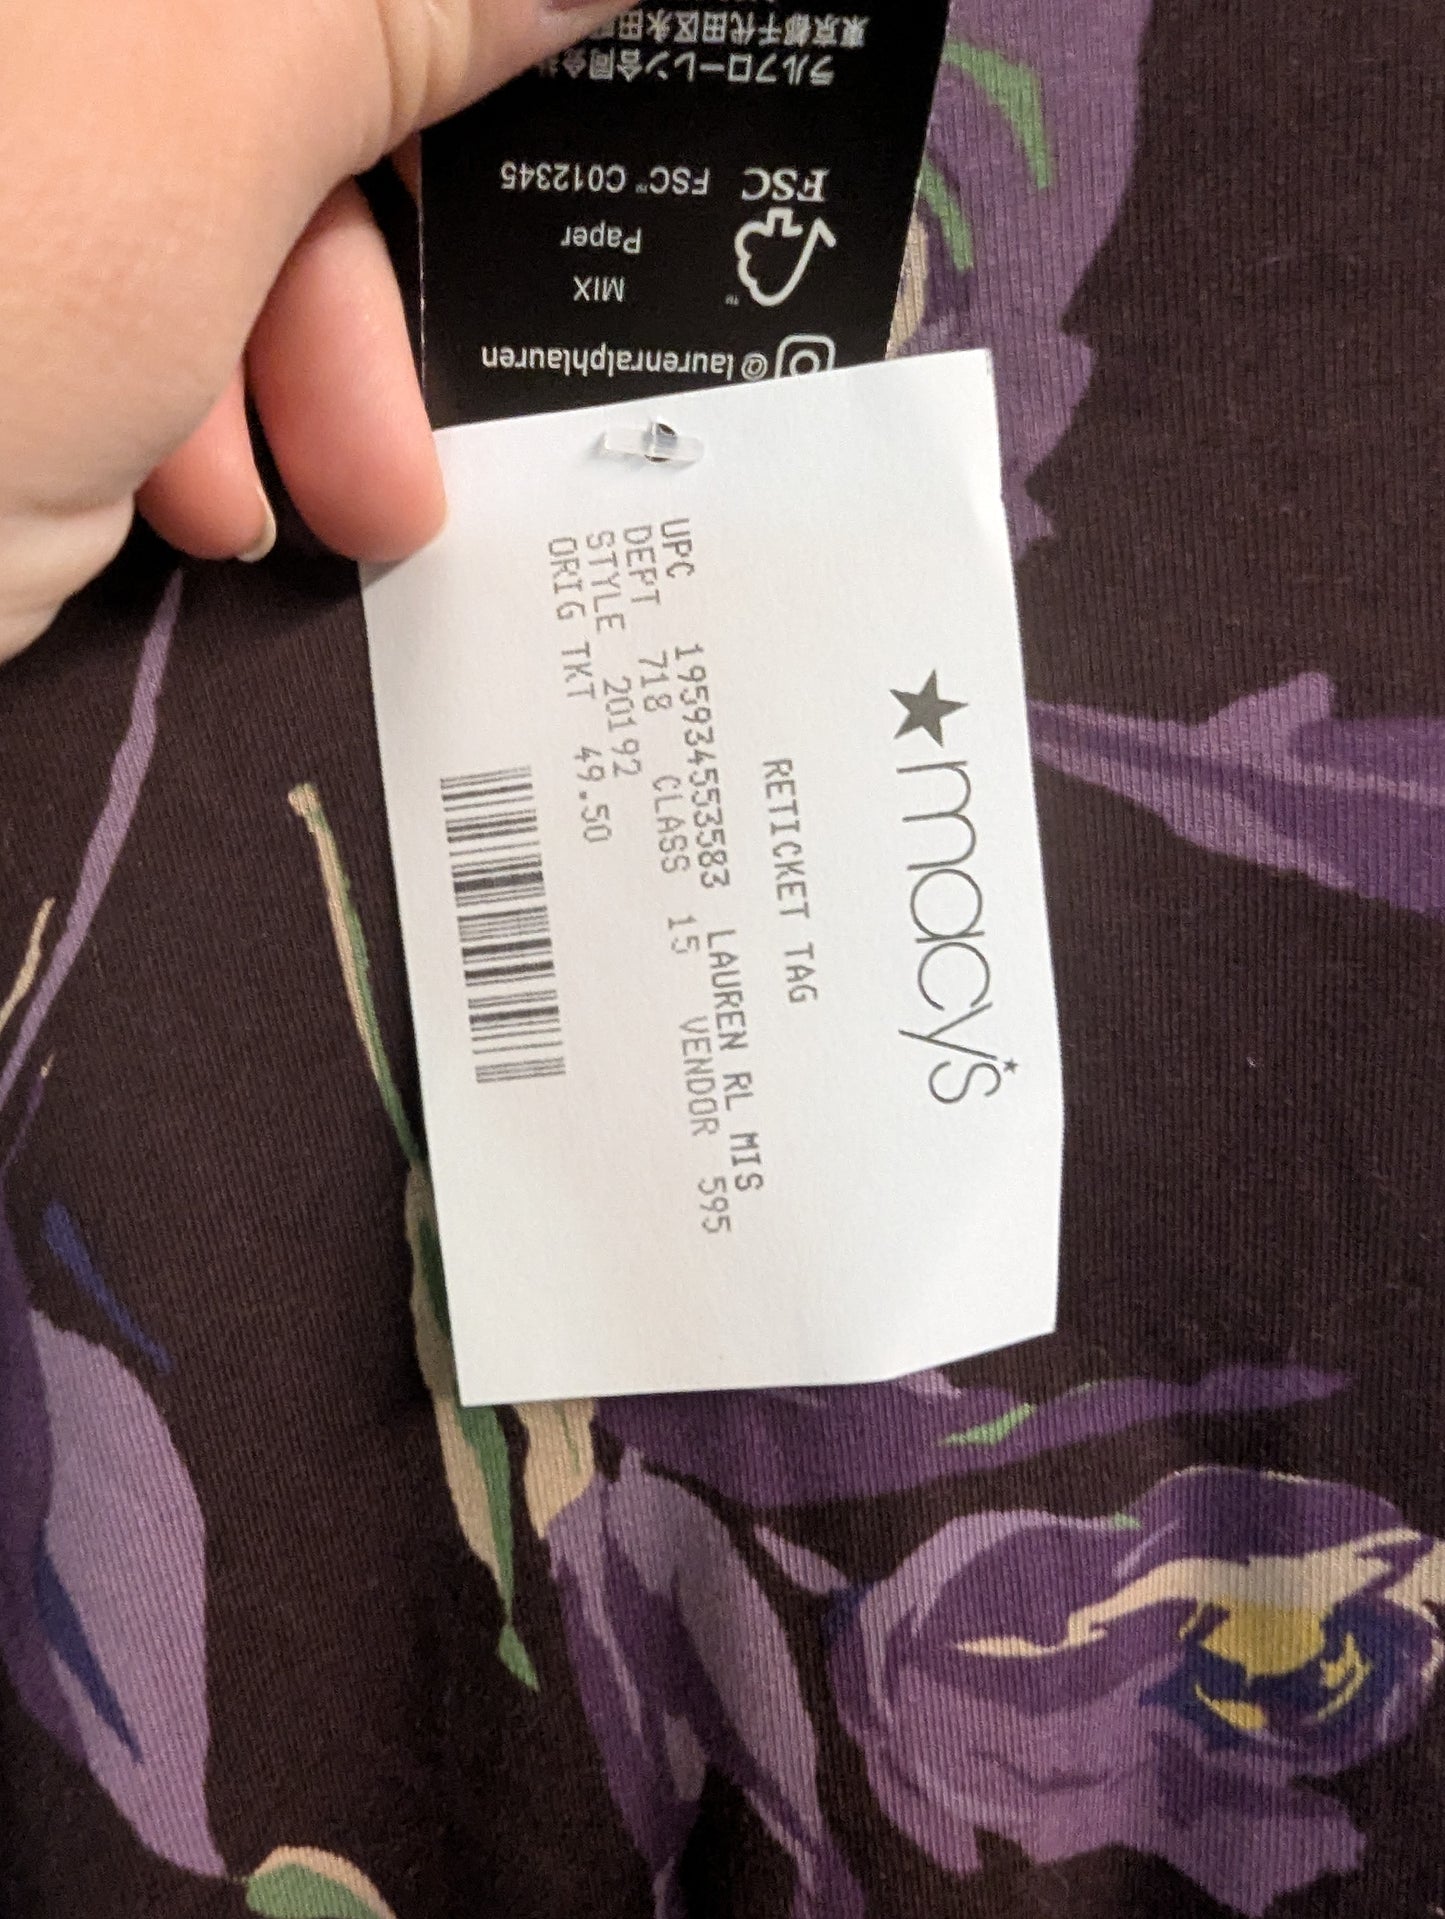 東京都千代田区永田
ラルフローレン合同会社
FSC
FSC™ C012345
MIX
Paper
@laurenralphlauren
macy's
RETICKET TAG
UPC 195934553583 LAUREN RL MIS
DEPT 718 CLASS 15 VENDOR 595
STYLE 20192
ORIG TKT 49.50